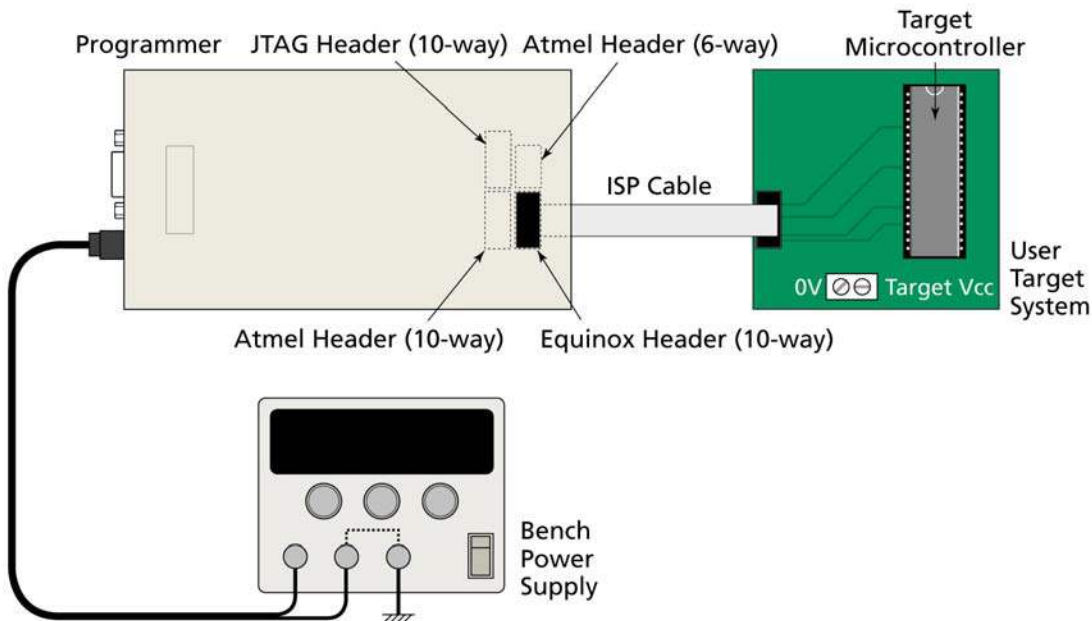 Programmer
JTAG Header (10-way)
Atmel Header (6-way)
Target
Microcontroller
ISP Cable
User
Target
System
0V
Target Vcc
Atmel Header (10-way)
Equinox Header (10-way)
Bench
Power
Supply